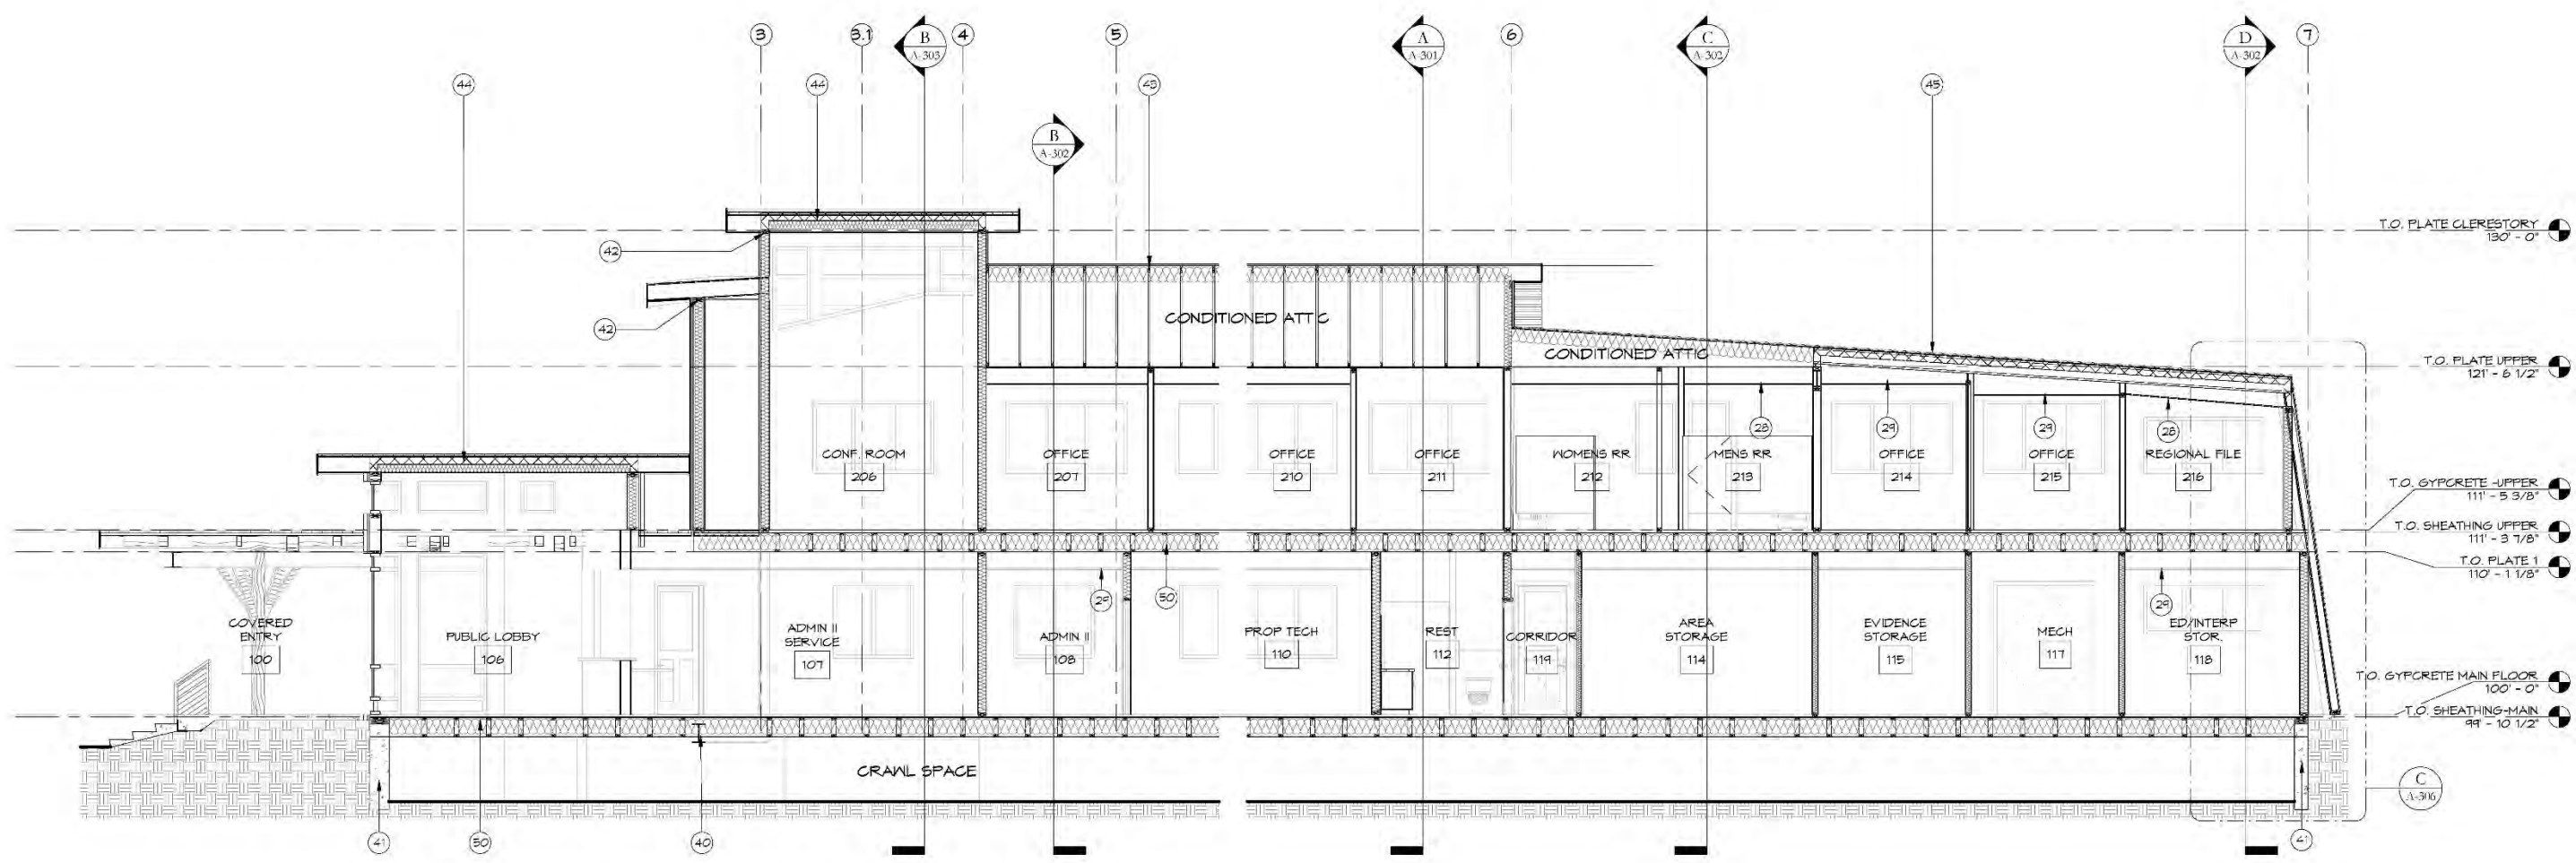 3
3.1
B
A-303
4
5
A
A-301
6
C
A-302
D
A-302
7
44
44
43
45
B
A-302
T.O. PLATE CLERESTORY
130' - 0"
42
42
CONDITIONED ATTIC
CONDITIONED ATTIC
T.O. PLATE UPPER
121' - 6 1/2"
28
29
29
28
CONF. ROOM
206
OFFICE
207
OFFICE
210
OFFICE
211
WOMENS RR
212
MENS RR
213
OFFICE
214
OFFICE
215
REGIONAL FILE
216
T.O. GYPCRETE -UPPER
111' - 5 3/8"
T.O. SHEATHING UPPER
111' - 3 7/8"
T.O. PLATE 1
110' - 1 1/8"
29
50
29
COVERED
ENTRY
100
PUBLIC LOBBY
106
ADMIN II
SERVICE
107
ADMIN II
108
PROP TECH
110
REST
112
CORRIDOR
119
AREA
STORAGE
114
EVIDENCE
STORAGE
115
MECH
117
ED/INTERP
STOR.
118
T.O. GYPCRETE MAIN FLOOR
100' - 0"
T.O. SHEATHING-MAIN
99' - 10 1/2"
CRAWL SPACE
C
A-306
41
50
40
41